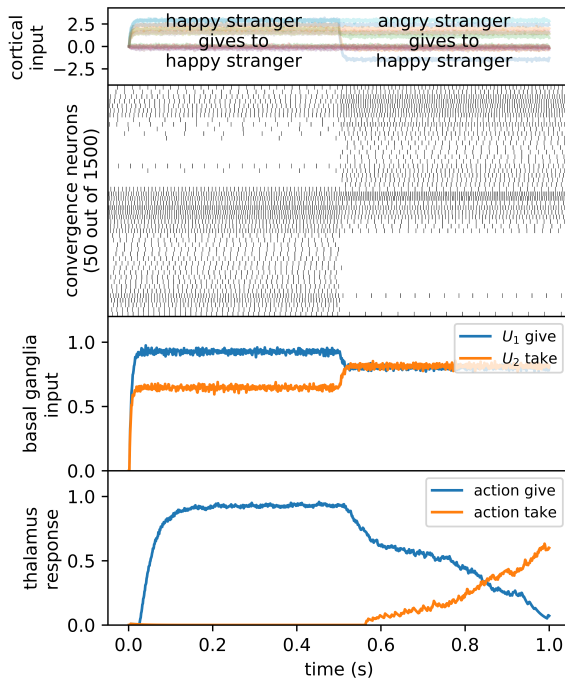 cortical
input
2.5
0.0
−2.5
happy stranger
gives to
happy stranger
angry stranger
gives to
happy stranger
convergence neurons
(50 out of 1500)
basal ganglia
input
1.0
0.5
0.0
U1 give
U2 take
thalamus
response
1.0
0.5
0.0
action give
action take
0.0 0.2 0.4 0.6 0.8 1.0
time (s)